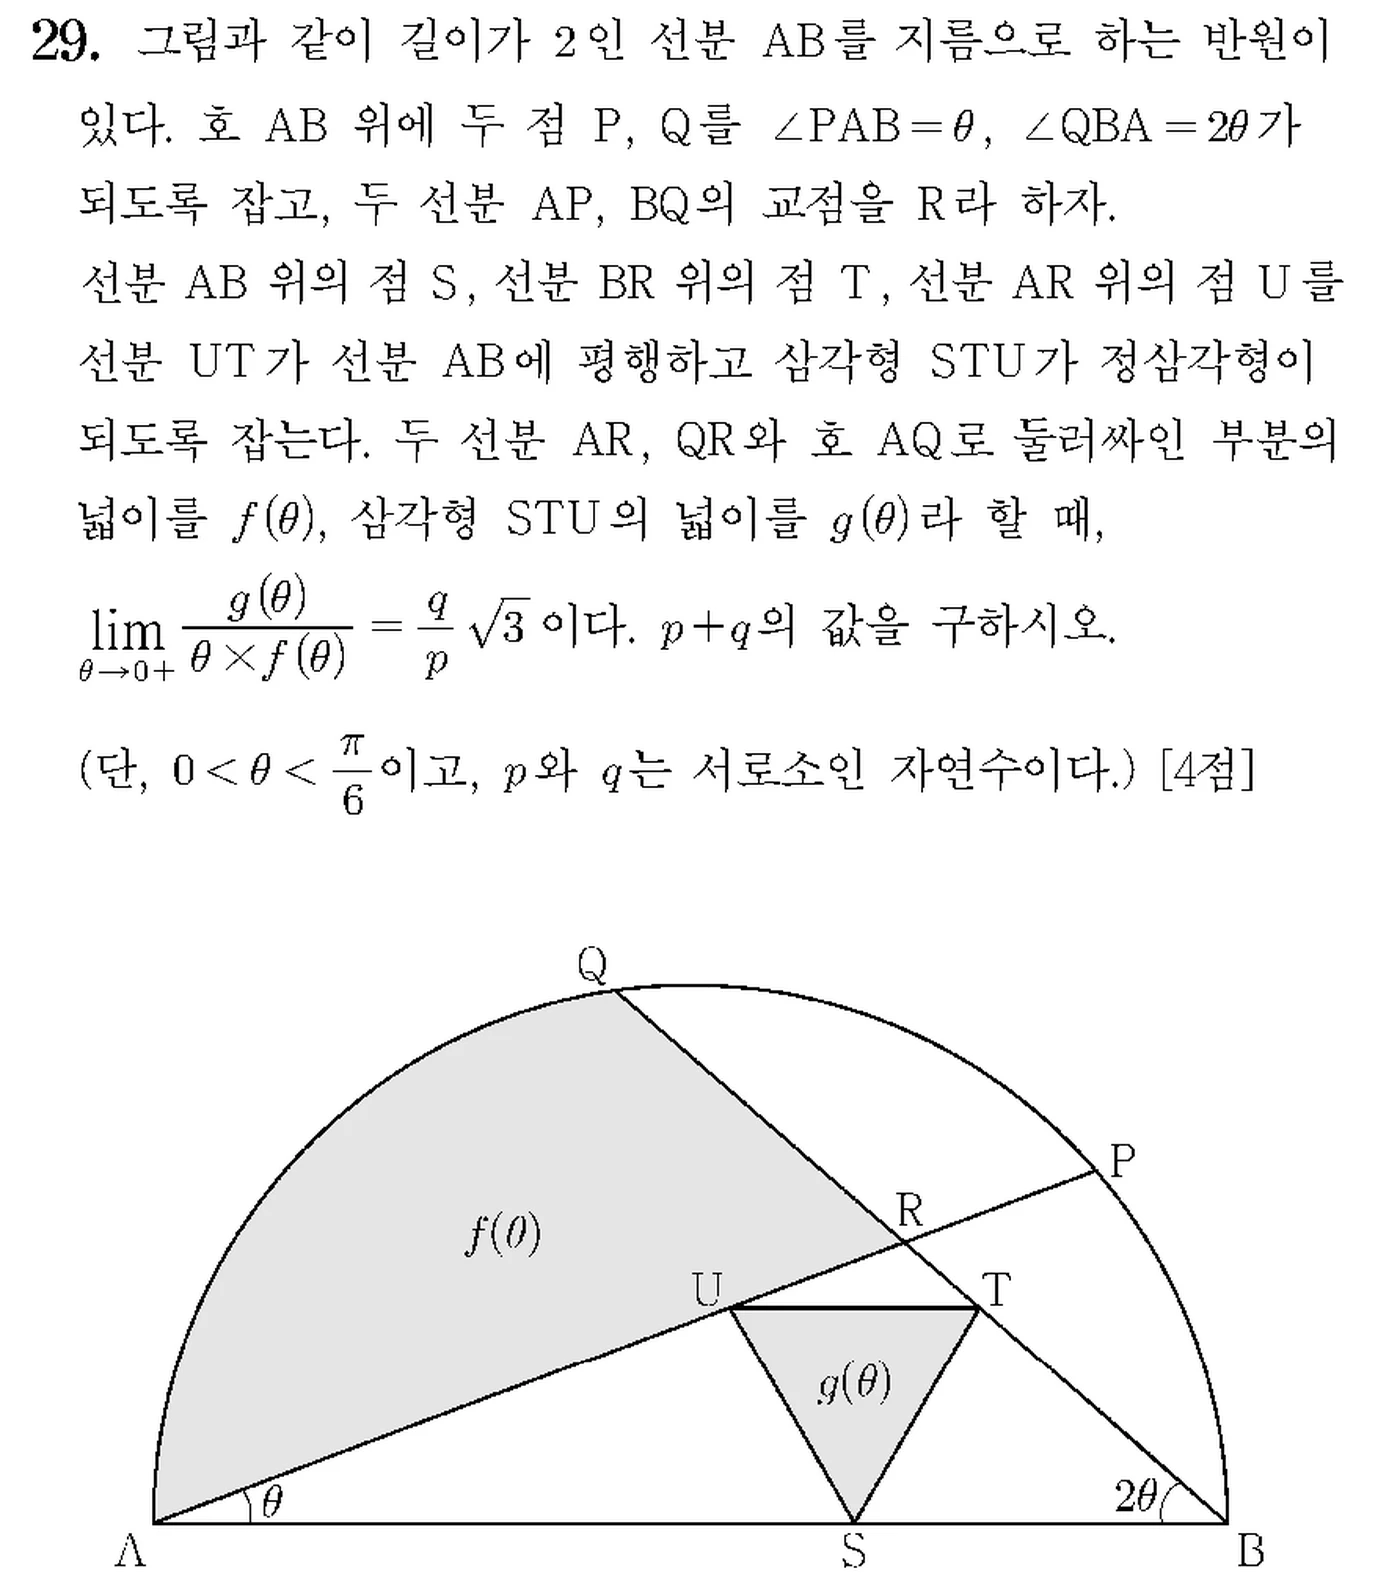 29. 그림과 같이 길이가 2인 선분 AB를 지름으로 하는 반원이
있다. 호 AB 위에 두 점 P, Q를 ∠PAB=θ, ∠QBA=2θ가
되도록 잡고, 두 선분 AP, BQ의 교점을 R라 하자.
선분 AB 위의 점 S, 선분 BR 위의 점 T, 선분 AR 위의 점 U를
선분 UT가 선분 AB에 평행하고 삼각형 STU가 정삼각형이
되도록 잡는다. 두 선분 AR, QR와 호 AQ로 둘러싸인 부분의
넓이를 f(θ), 삼각형 STU의 넓이를 g(θ)라 할 때,
lim θ→0+ g(θ)/(θ×f(θ)) = q/p √3 이다. p+q의 값을 구하시오.
(단, 0<θ<π/6이고, p와 q는 서로소인 자연수이다.) [4점]
Q
P
R
f(θ)
U
T
g(θ)
θ
2θ
A
S
B